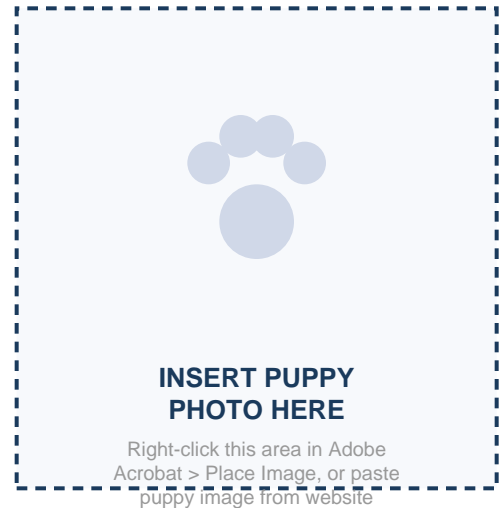 INSERT PUPPY
PHOTO HERE
Right-click this area in Adobe
Acrobat > Place Image, or paste
puppy image from website